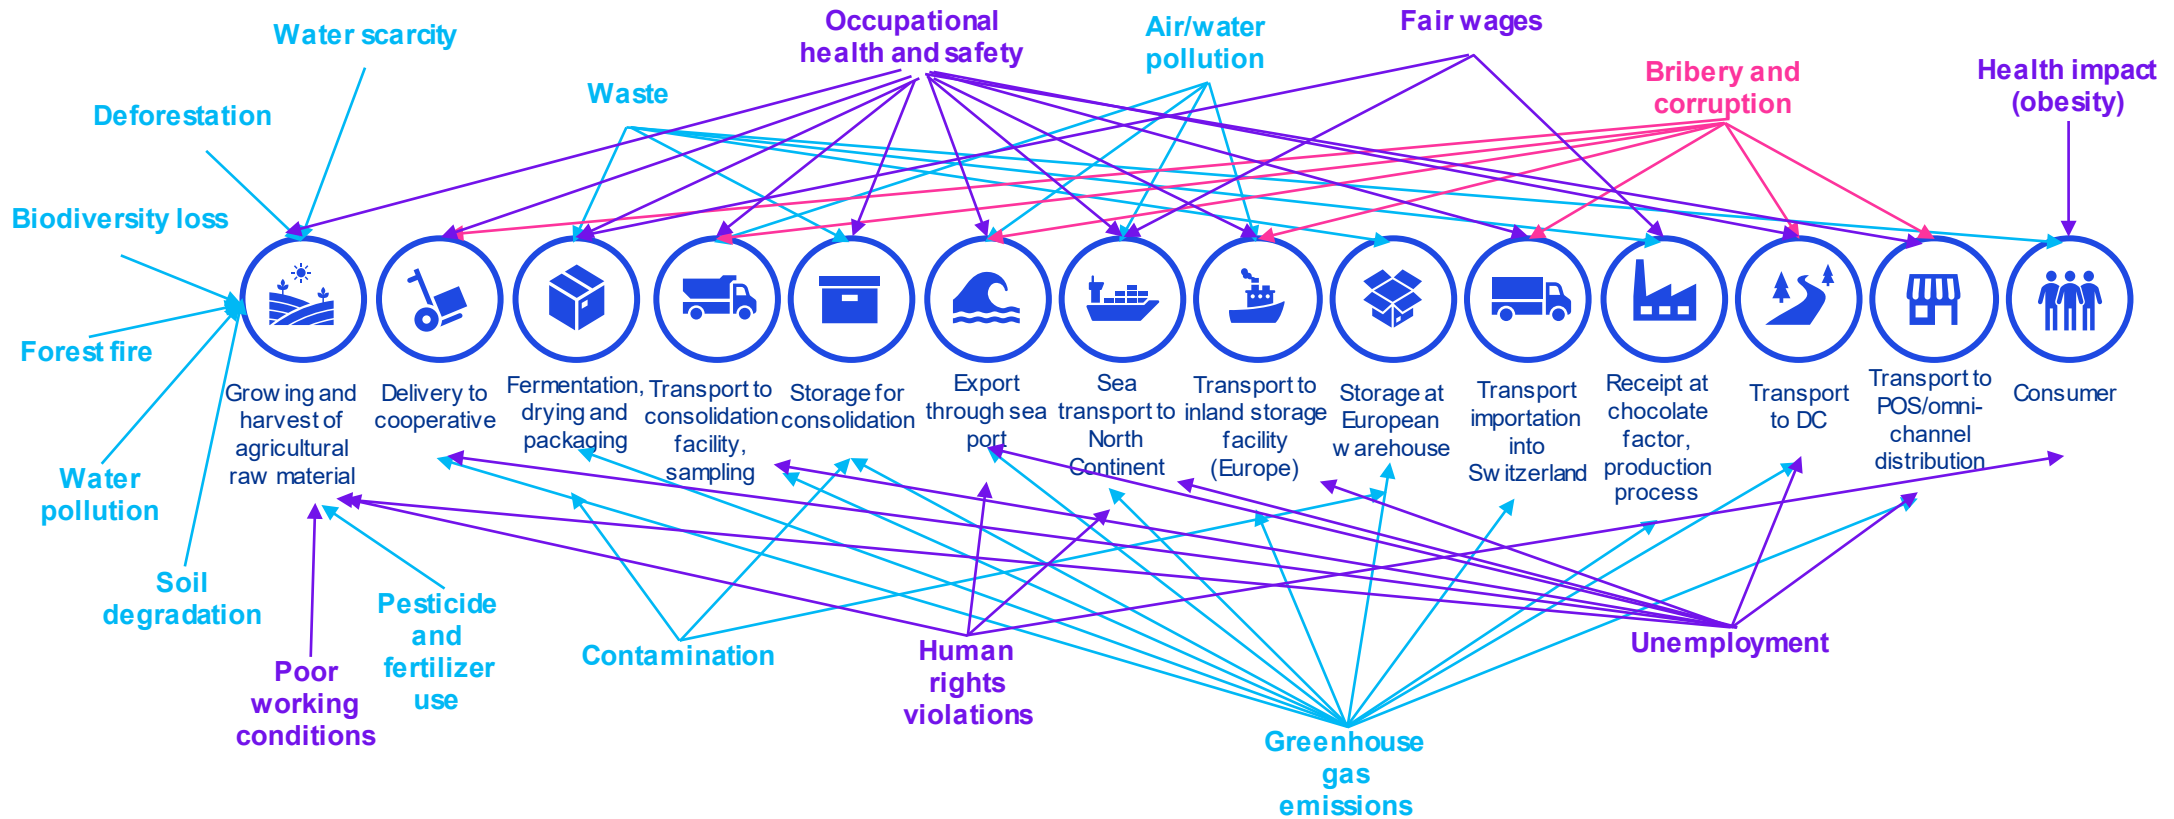 Occupational
health and safety
Fair wages
Air/water
pollution
Water scarcity
Bribery and
corruption
Health impact
(obesity)
Waste
Deforestation
Biodiversity loss
Forest fire
Growing and
harvest of
agricultural
raw material
Delivery to
cooperative
Fermentation,
drying and
packaging
Transport to
consolidation
facility,
sampling
Storage for
consolidation
Export
through sea
port
Sea
transport to
North
Continent
Transport to
inland storage
facility
(Europe)
Storage at
European
warehouse
Transport
importation
into
Switzerland
Receipt at
chocolate
factor,
production
process
Transport
to DC
Transport to
POS/omni-
channel
distribution
Consumer
Water
pollution
Soil
degradation
Pesticide
and
fertilizer
use
Poor
working
conditions
Contamination
Human
rights
violations
Unemployment
Greenhouse
gas
emissions